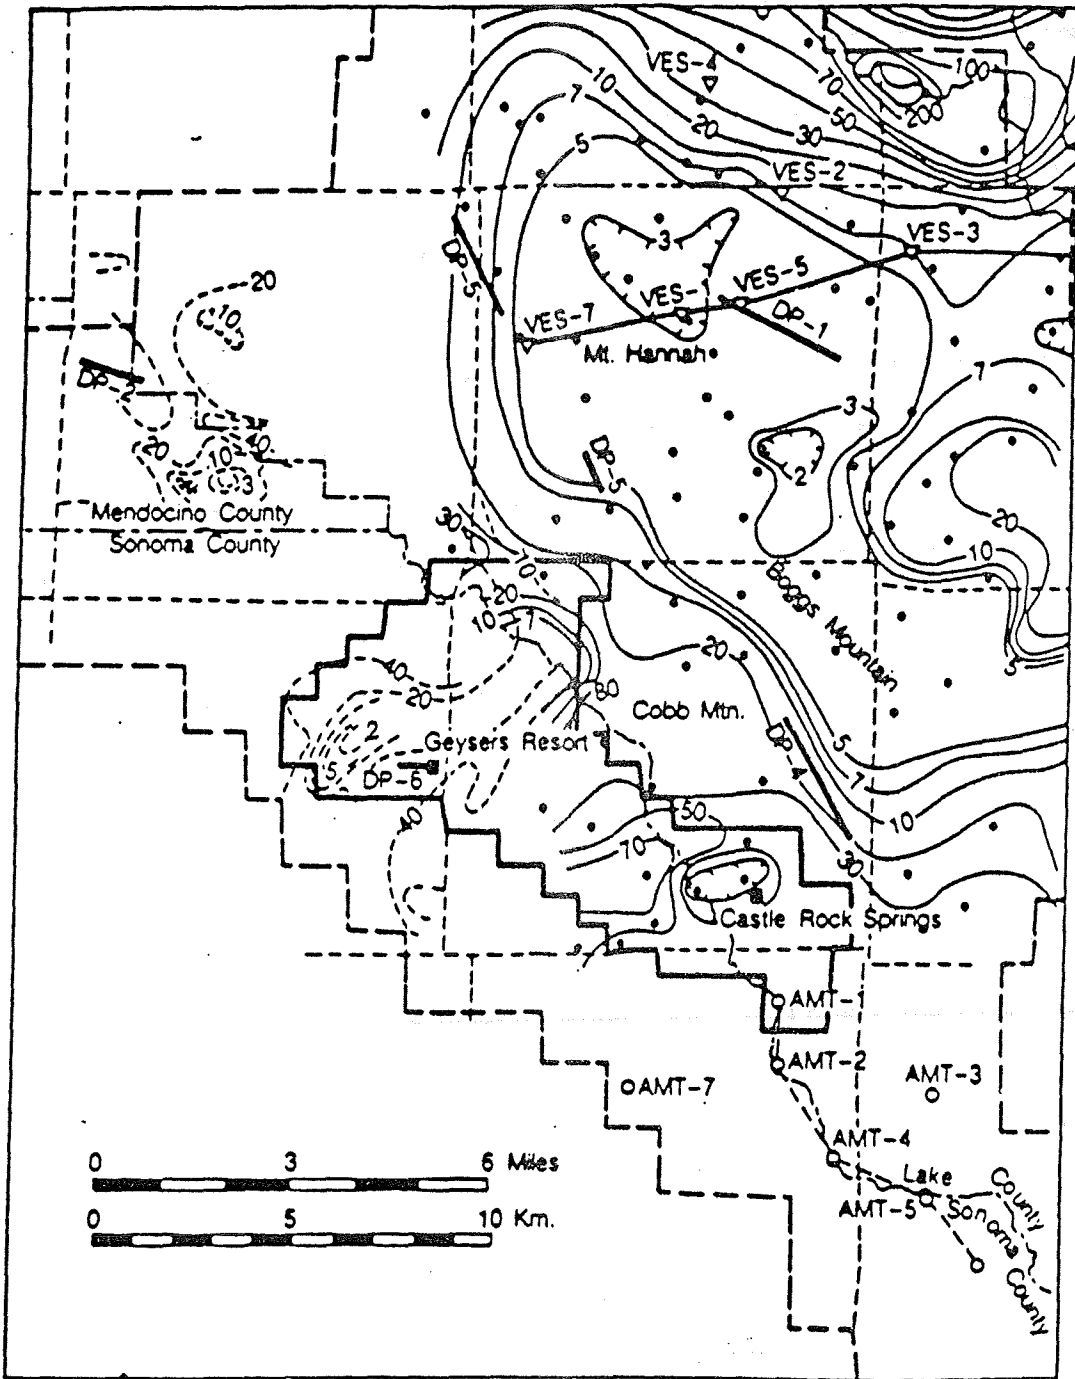 VES-4
70
100
10
200
7
50
20
30
5
VES-2
3
VES-3
DP-5
VES-5
20
VES-1
10
VES-7
DP-1
Mt. Hannah
7
DP-2
3
40
20
10
3
DP-5
2
20
Mendocino County
30
Sonoma County
10
10
20
Boggs Mountain
10
7
20
5
40
20
80
Cobb Mtn.
2
Geysers Resort
5
5
DP-4
DP-6
7
40
50
10
70
30
Castle Rock Springs
AMT-1
AMT-2
AMT-3
AMT-7
AMT-4
0 3 6 Miles
Lake County
AMT-5
Sonoma County
0 5 10 Km.